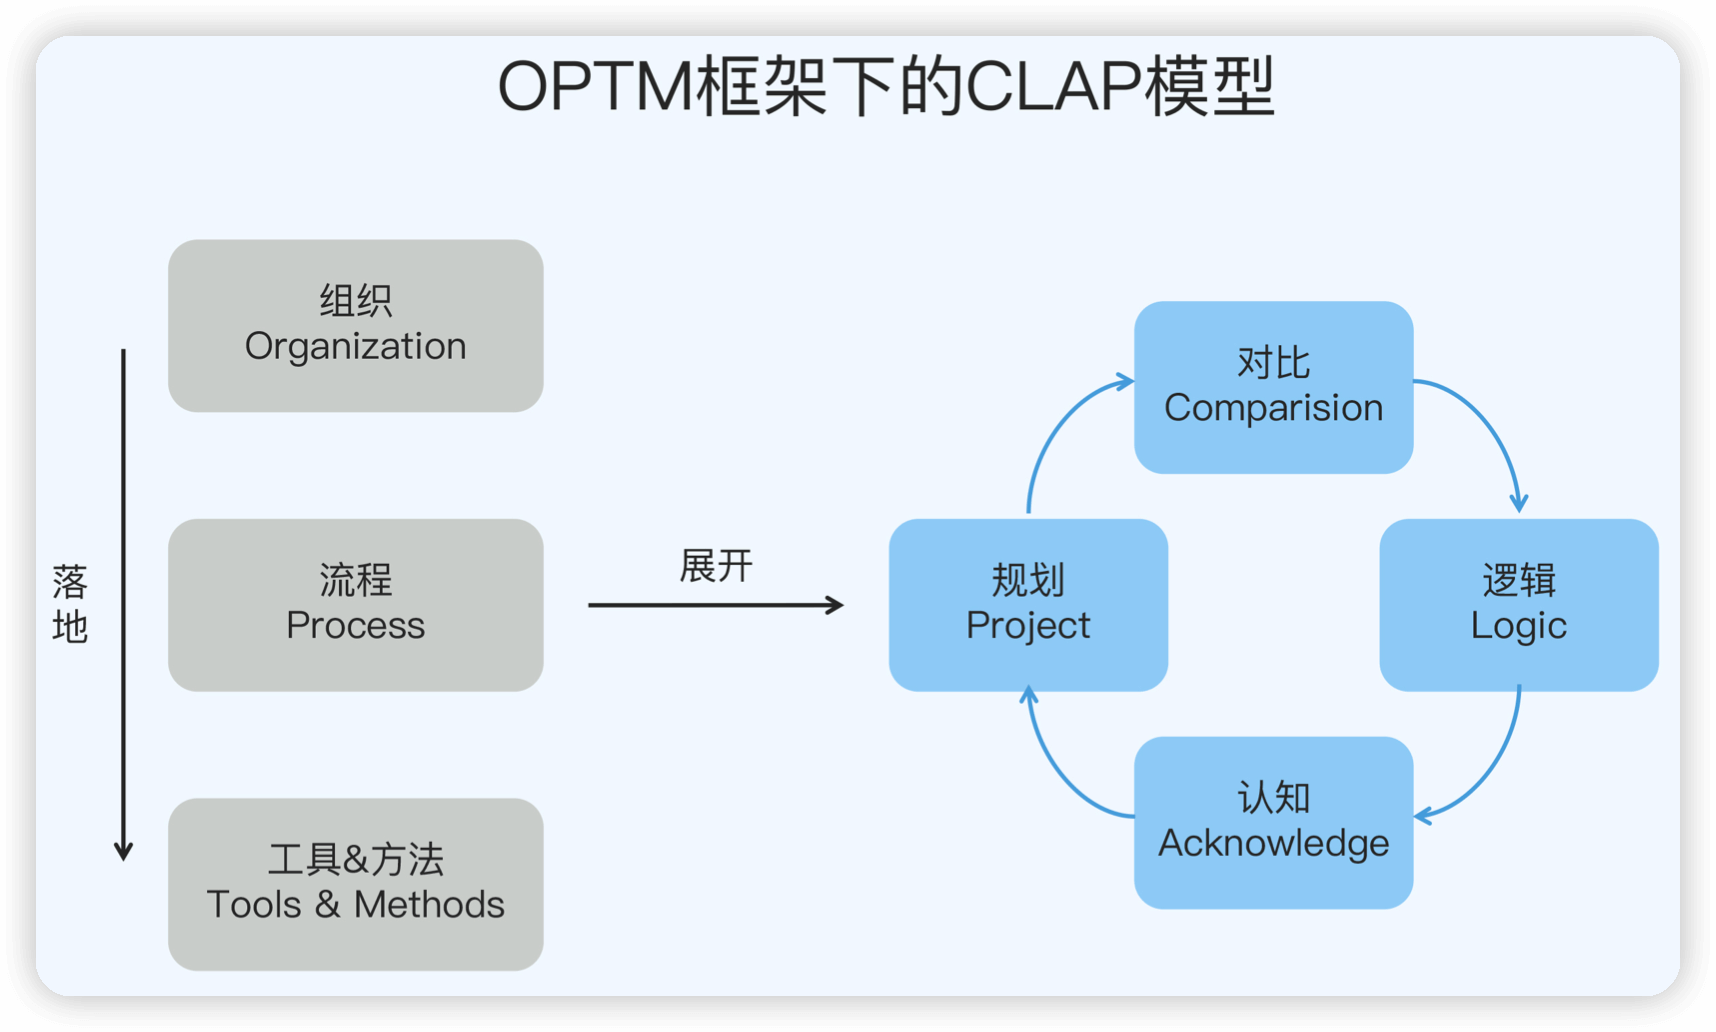 OPTM框架下的CLAP模型
组织
Organization
流程
Process
工具&方法
Tools & Methods
落
地
展开
对比
Comparision
逻辑
Logic
认知
Acknowledge
规划
Project